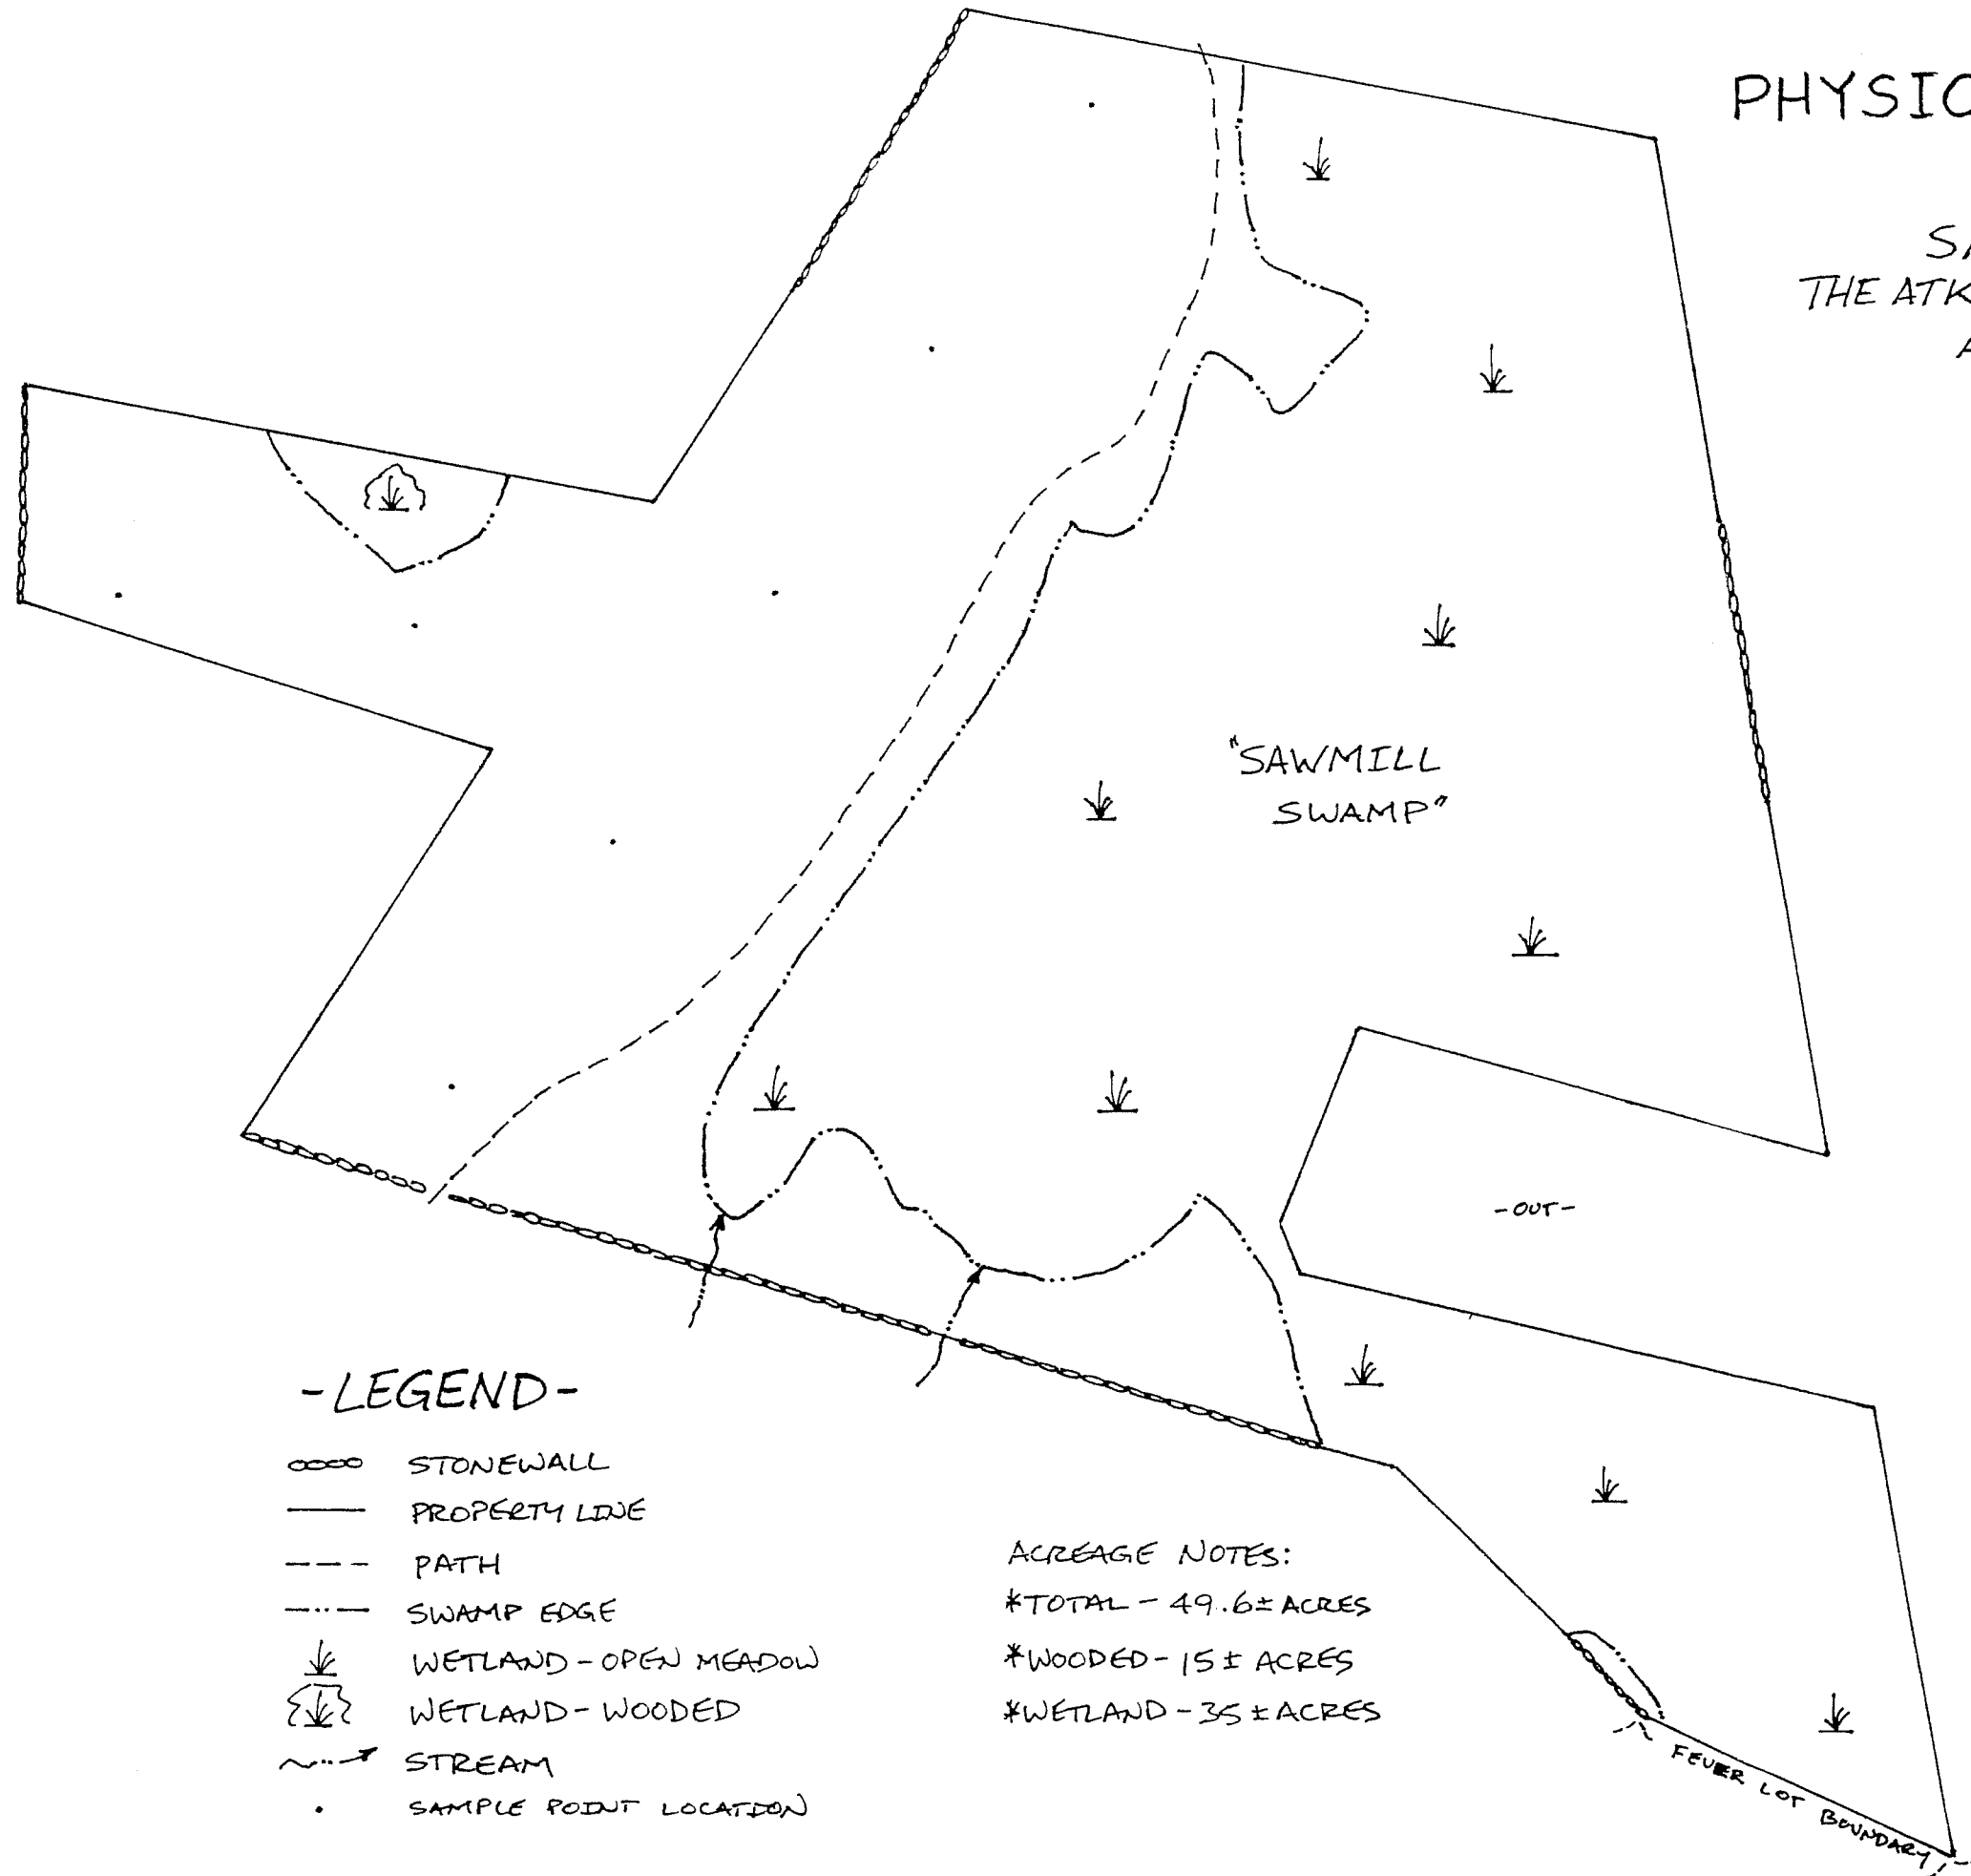 PHYSIC
SA
THE ATK
A
"SAWMILL
SWAMP"
-OUT-
-LEGEND-
STONEWALL
PROPERTY LINE
PATH
SWAMP EDGE
WETLAND-OPEN MEADOW
WETLAND-WOODED
STREAM
SAMPLE POINT LOCATION
ACREAGE NOTES:
*TOTAL - 49.6± ACRES
*WOODED - 15± ACRES
*WETLAND - 35± ACRES
FEUER LOT BOUNDARY